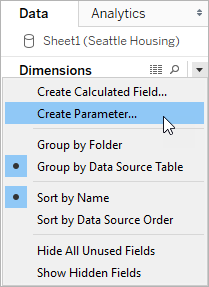 Data Analytics
Sheet1 (Seattle Housing)
Dimensions
Create Calculated Field...
Create Parameter...
Group by Folder
Group by Data Source Table
Sort by Name
Sort by Data Source Order
Hide All Unused Fields
Show Hidden Fields